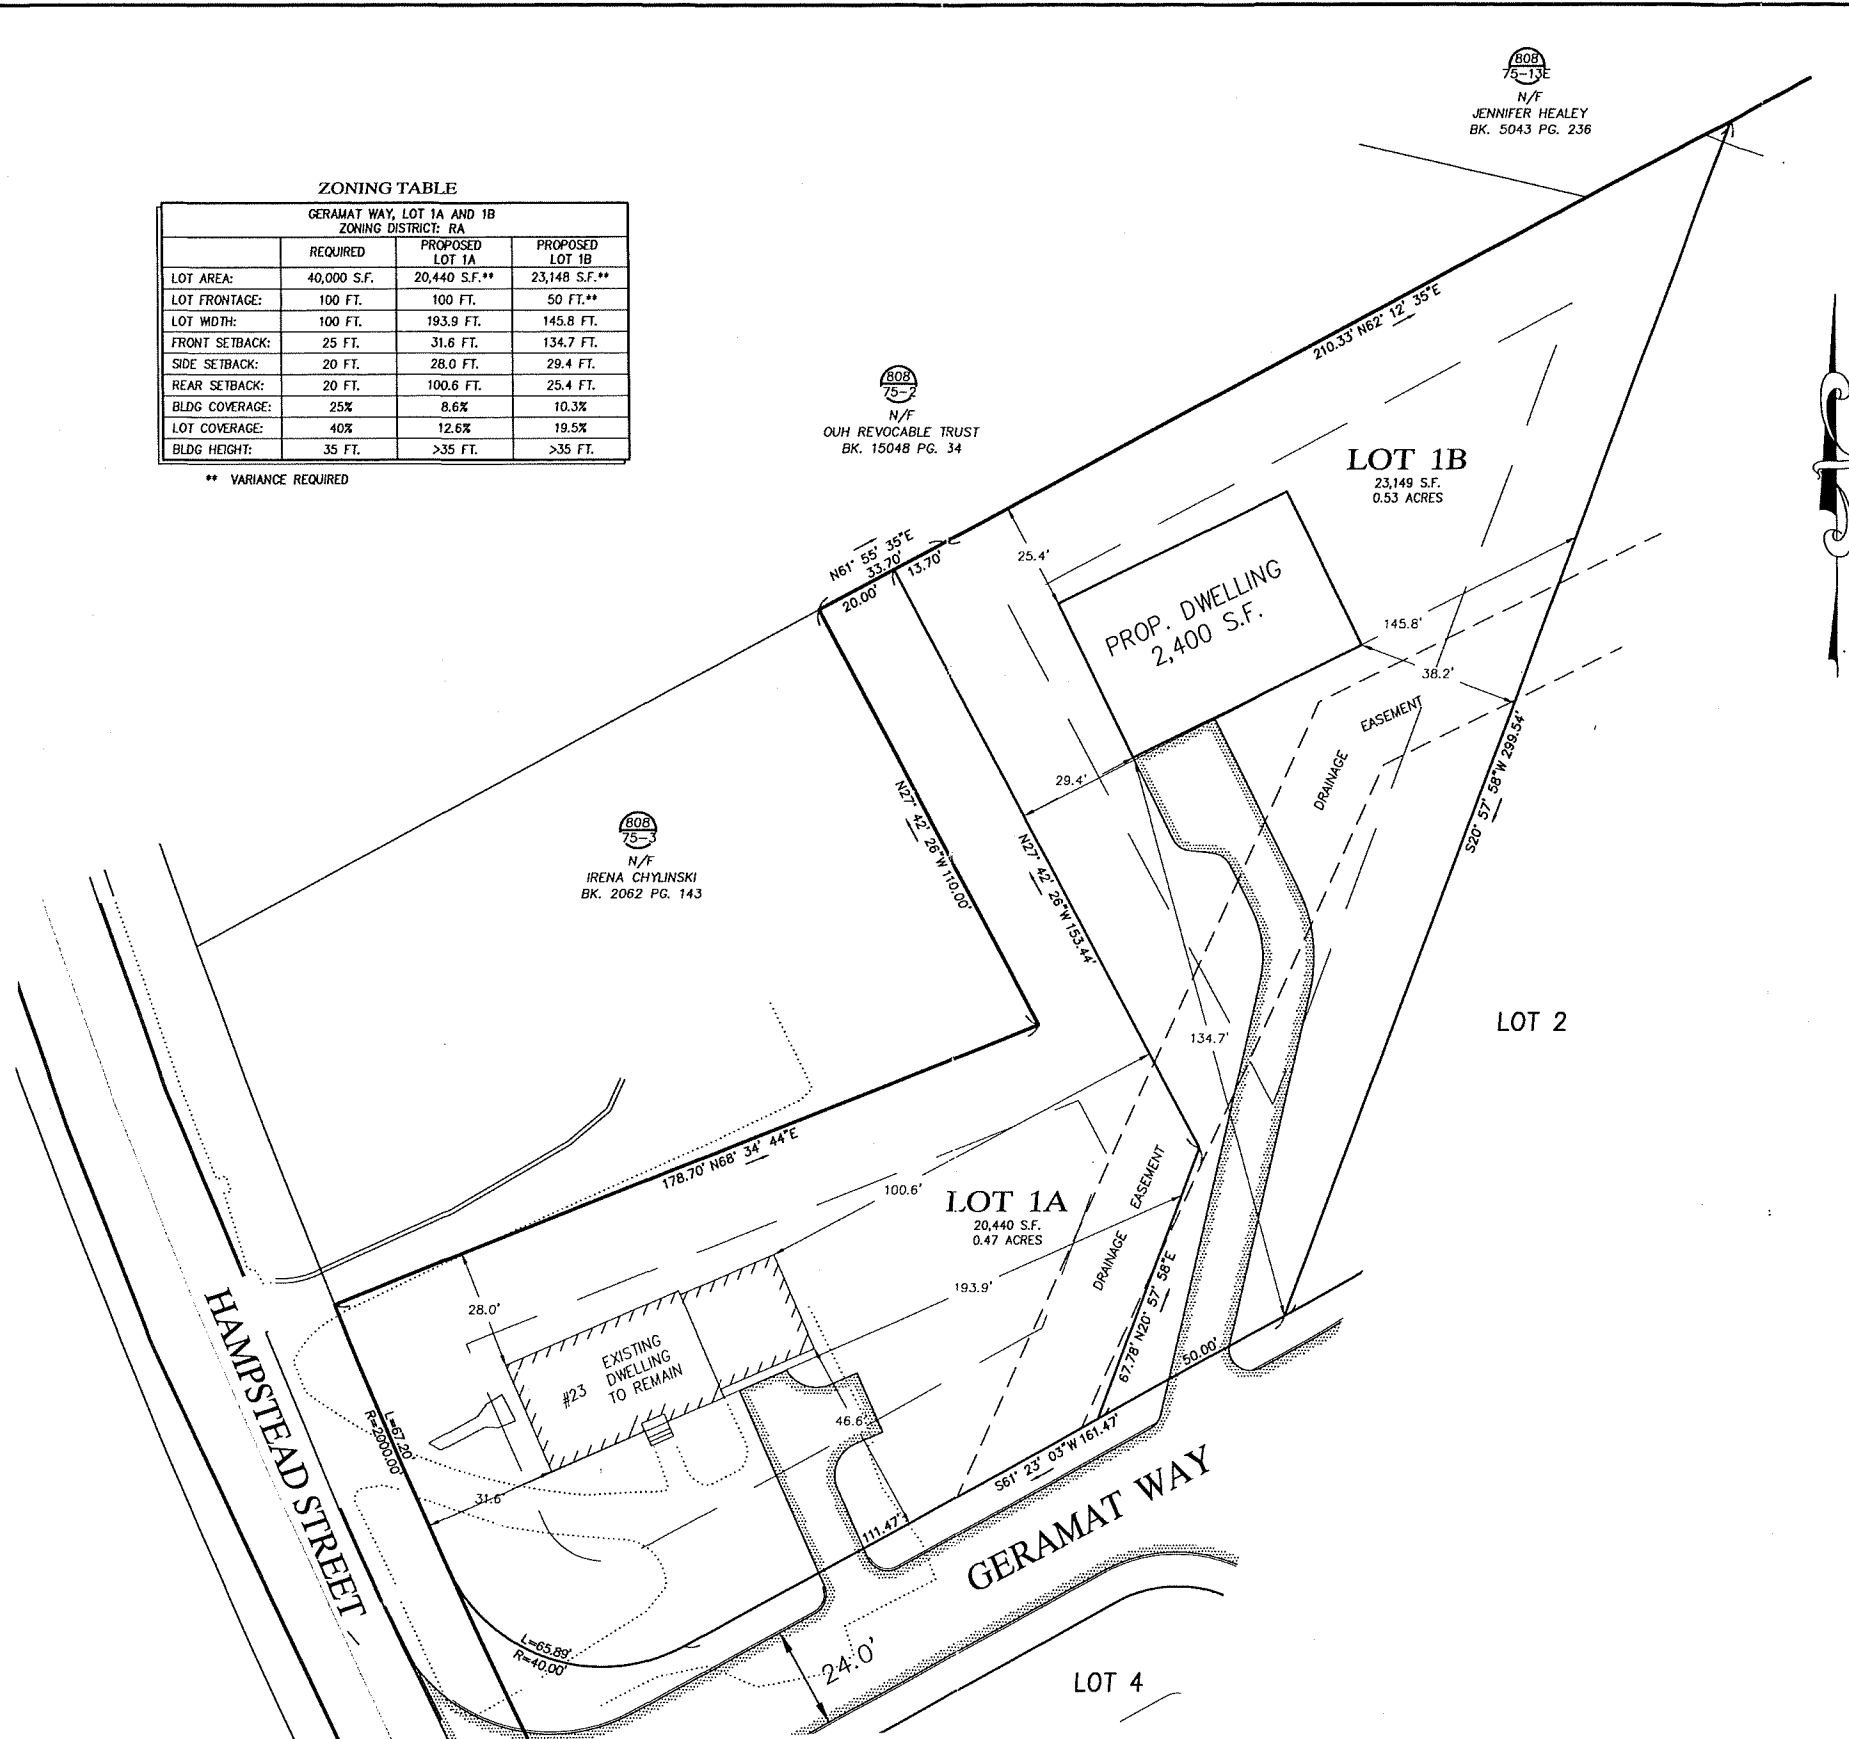 808
75-13E
N/F
JENNIFER HEALEY
BK. 5043 PG. 236
ZONING TABLE
GERAMAT WAY, LOT 1A AND 1B
ZONING DISTRICT: RA
REQUIRED PROPOSED LOT 1A PROPOSED LOT 1B
LOT AREA: 40,000 S.F. 20,440 S.F.** 23,148 S.F.**
LOT FRONTAGE: 100 FT. 100 FT. 50 FT.**
LOT WIDTH: 100 FT. 193.9 FT. 145.8 FT.
FRONT SETBACK: 25 FT. 31.6 FT. 134.7 FT.
SIDE SETBACK: 20 FT. 28.0 FT. 29.4 FT.
REAR SETBACK: 20 FT. 100.6 FT. 25.4 FT.
BLDG COVERAGE: 25% 8.6% 10.3%
LOT COVERAGE: 40% 12.6% 19.5%
BLDG HEIGHT: 35 FT. >35 FT. >35 FT.
** VARIANCE REQUIRED
210.33' N62° 12' 35"E
808
75-2
N/F
OUH REVOCABLE TRUST
BK. 15048 PG. 34
LOT 1B
23,149 S.F.
0.53 ACRES
N61° 55' 35"E
33.70'
13.70'
20.00'
25.4'
PROP. DWELLING
2,400 S.F.
145.8'
38.2'
DRAINAGE EASEMENT
S20° 57' 58"W 299.54'
29.4'
N27° 42' 26"W 110.00'
N27° 42' 26"W 153.44'
808
75-3
N/F
IRENA CHYLINSKI
BK. 2062 PG. 143
LOT 2
134.7'
178.70' N68° 34' 44"E
100.6'
LOT 1A
20,440 S.F.
0.47 ACRES
DRAINAGE EASEMENT
193.9'
67.78' N20° 57' 58"E
28.0'
EXISTING
DWELLING
TO REMAIN
#23
50.00'
HAMPSTEAD STREET
L=67.20'
R=2000.00'
46.6'
31.6'
S61° 23' 03"W 161.47'
111.47'
GERAMAT WAY
L=65.89'
R=40.00'
24.0'
LOT 4